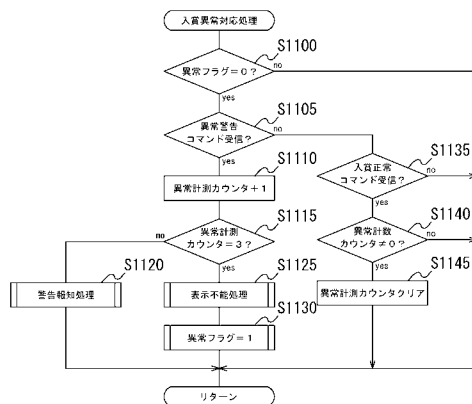 入賞異常対応処理
S1100
異常フラグ=0?
no
yes
S1105
異常警告
コマンド受信?
no
yes
S1110
異常計測カウンタ+1
S1135
入賞正常
コマンド受信?
no
yes
S1115
異常計測
カウンタ=3?
no
yes
S1140
異常計数
カウンタ≠0?
no
yes
S1120
警告報知処理
S1125
表示不能処理
S1145
異常計測カウンタクリア
S1130
異常フラグ=1
リターン